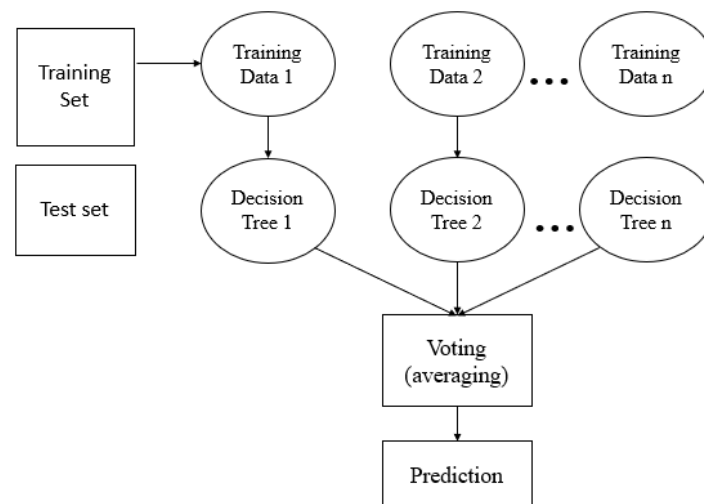 Training
Set
Training
Data 1
Training
Data 2
...
Training
Data n
Test set
Decision
Tree 1
Decision
Tree 2
...
Decision
Tree n
Voting
(averaging)
Prediction